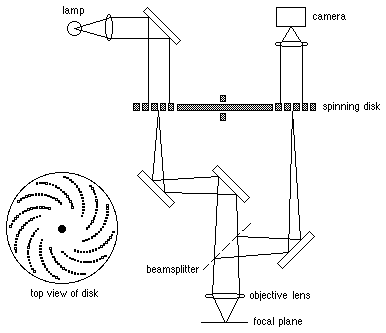 lamp
camera
spinning disk
beamsplitter
top view of disk
objective lens
focal plane